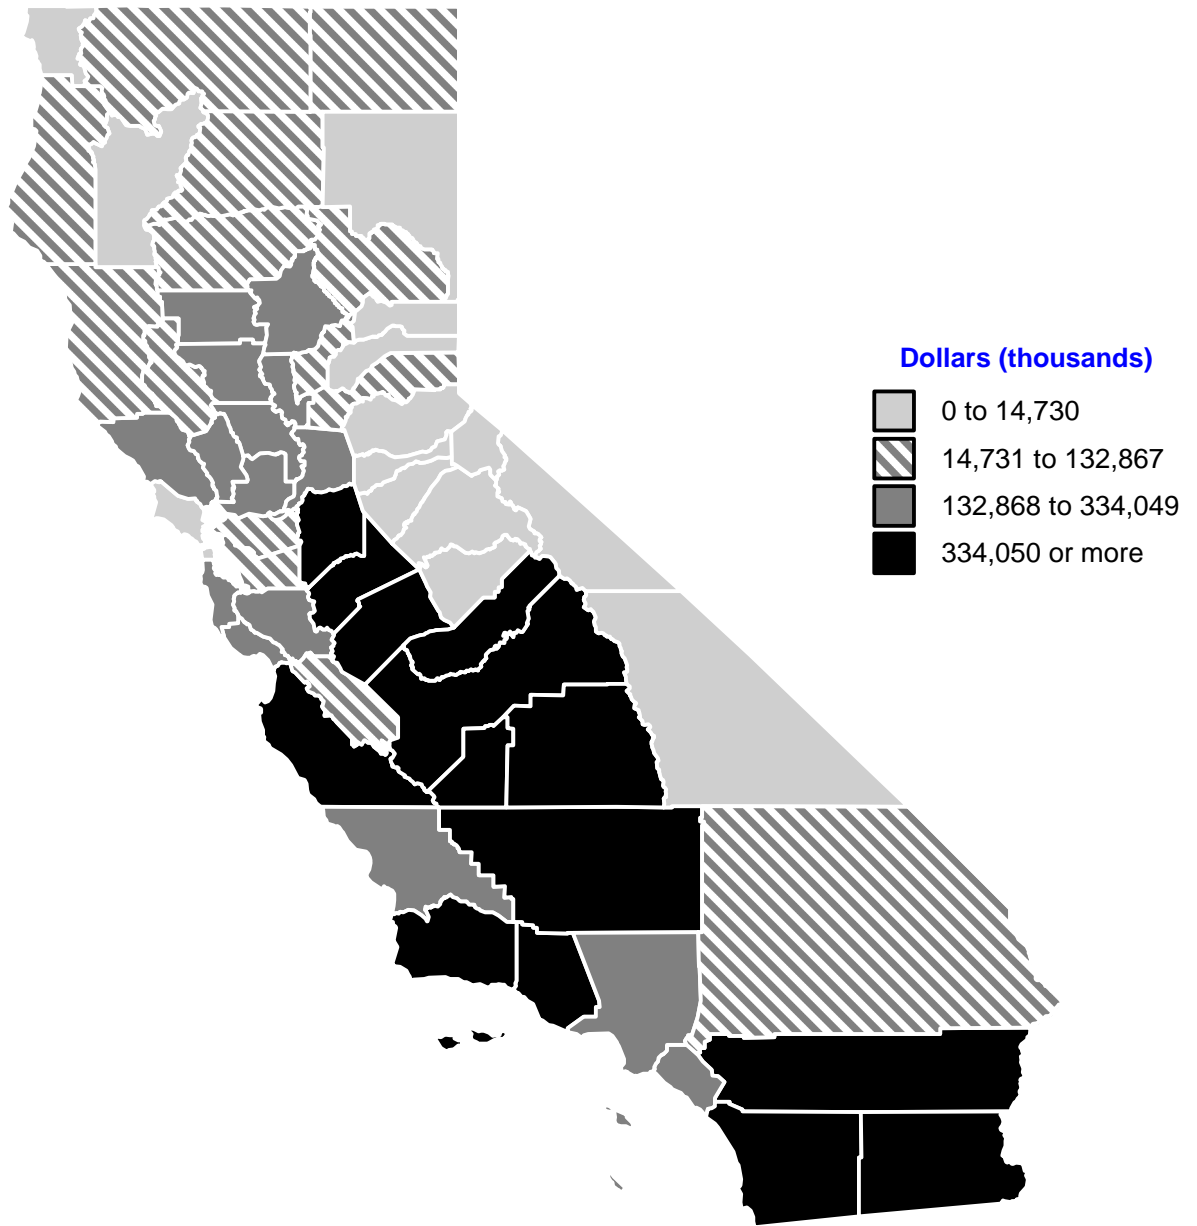 Dollars (thousands)
0 to 14,730
14,731 to 132,867
132,868 to 334,049
334,050 or more